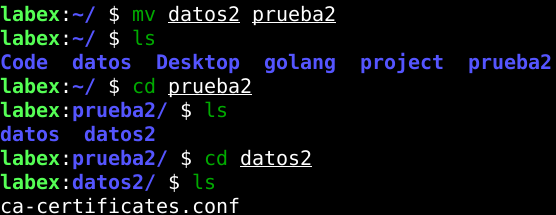 labex:~/ $ mv datos2 prueba2
labex:~/ $ ls
Code  datos  Desktop  golang  project  prueba2
labex:~/ $ cd prueba2
labex:prueba2/ $ ls
datos  datos2
labex:prueba2/ $ cd datos2
labex:datos2/ $ ls
ca-certificates.conf